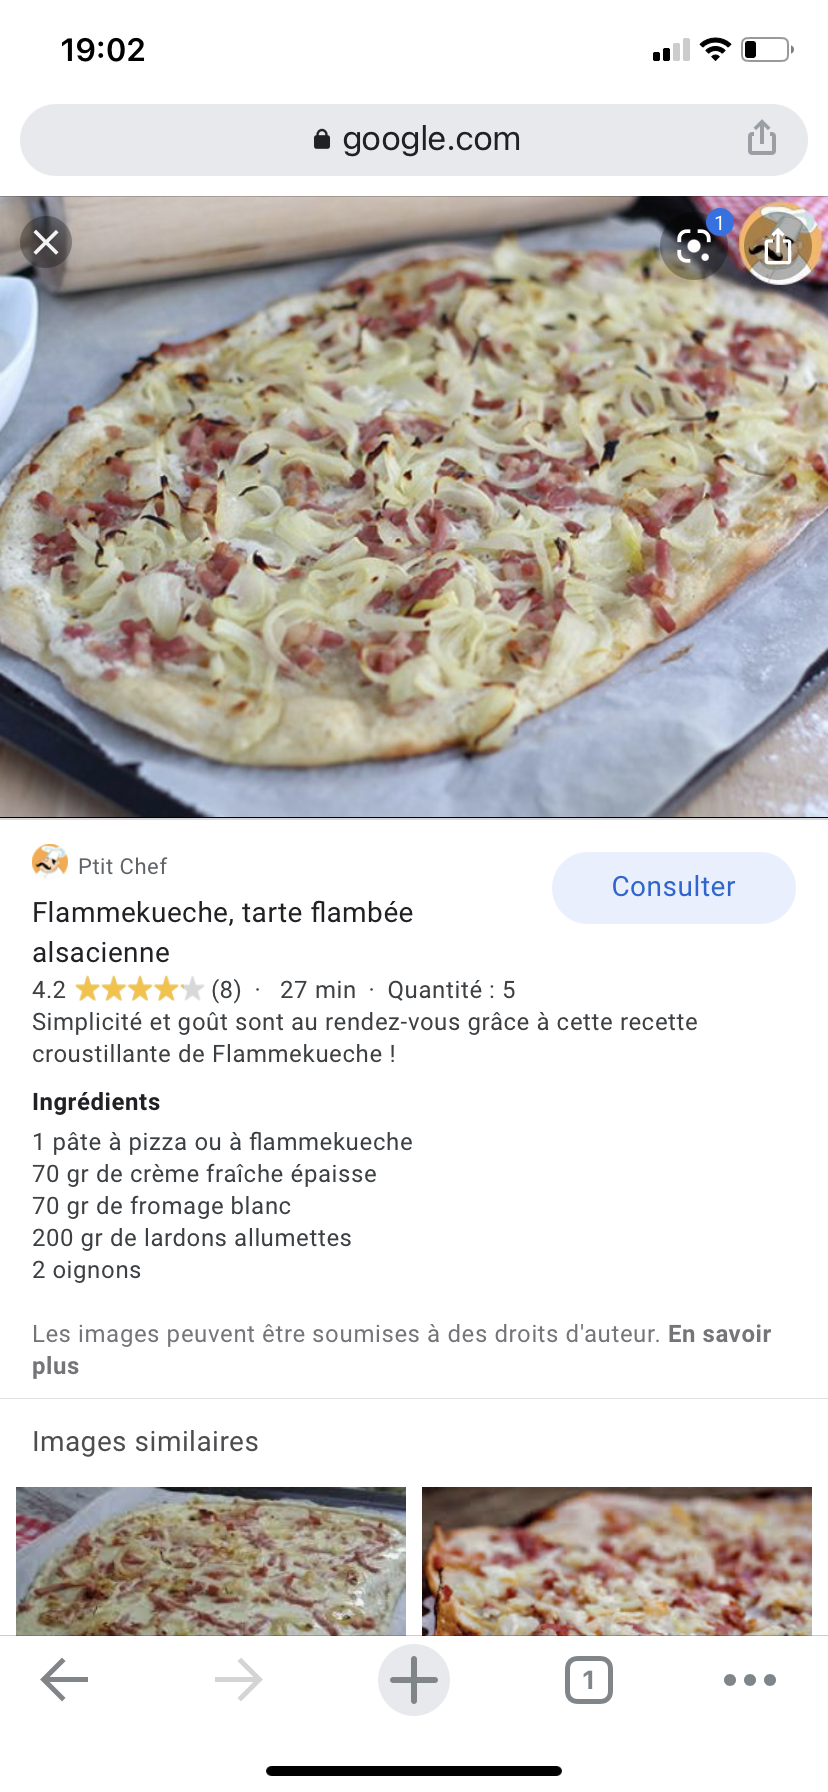 19:02
google.com
1
Ptit Chef
Consulter
Flammekueche, tarte flambée
alsacienne
4.2 (8) · 27 min · Quantité : 5
Simplicité et goût sont au rendez-vous grâce à cette recette
croustillante de Flammekueche !
Ingrédients
1 pâte à pizza ou à flammekueche
70 gr de crème fraîche épaisse
70 gr de fromage blanc
200 gr de lardons allumettes
2 oignons
Les images peuvent être soumises à des droits d'auteur. En savoir
plus
Images similaires
1